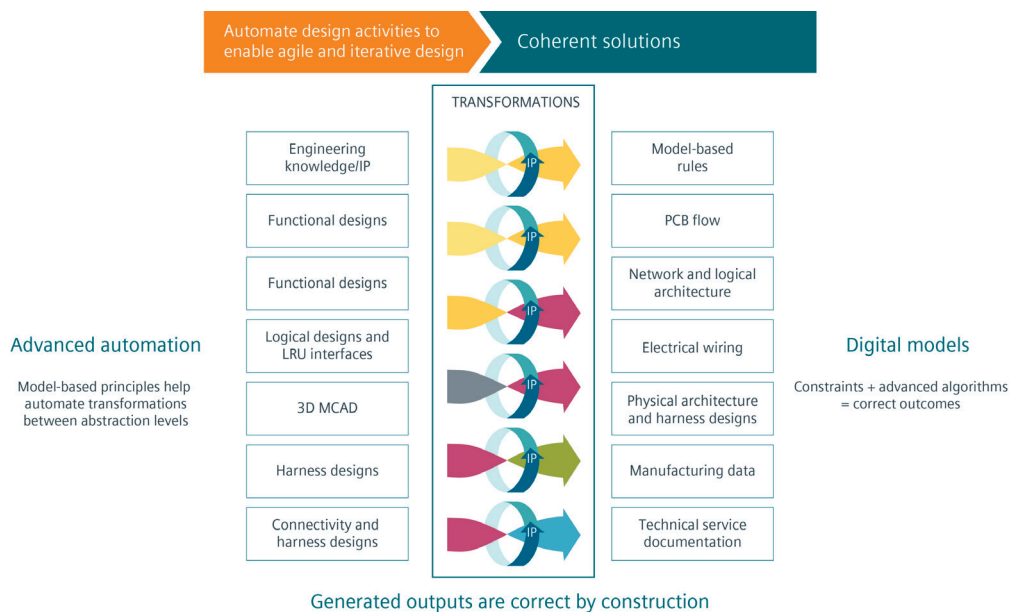 Automate design activities to
enable agile and iterative design
Coherent solutions
TRANSFORMATIONS
Engineering
knowledge/IP
IP
Model-based
rules
Functional designs
IP
PCB flow
Functional designs
IP
Network and logical
architecture
Logical designs and
LRU interfaces
IP
Electrical wiring
3D MCAD
Physical architecture
and harness designs
Harness designs
IP
Manufacturing data
Connectivity and
harness designs
IP
Technical service
documentation
Advanced automation
Model-based principles help
automate transformations
between abstraction levels
Digital models
Constraints + advanced algorithms
= correct outcomes
Generated outputs are correct by construction